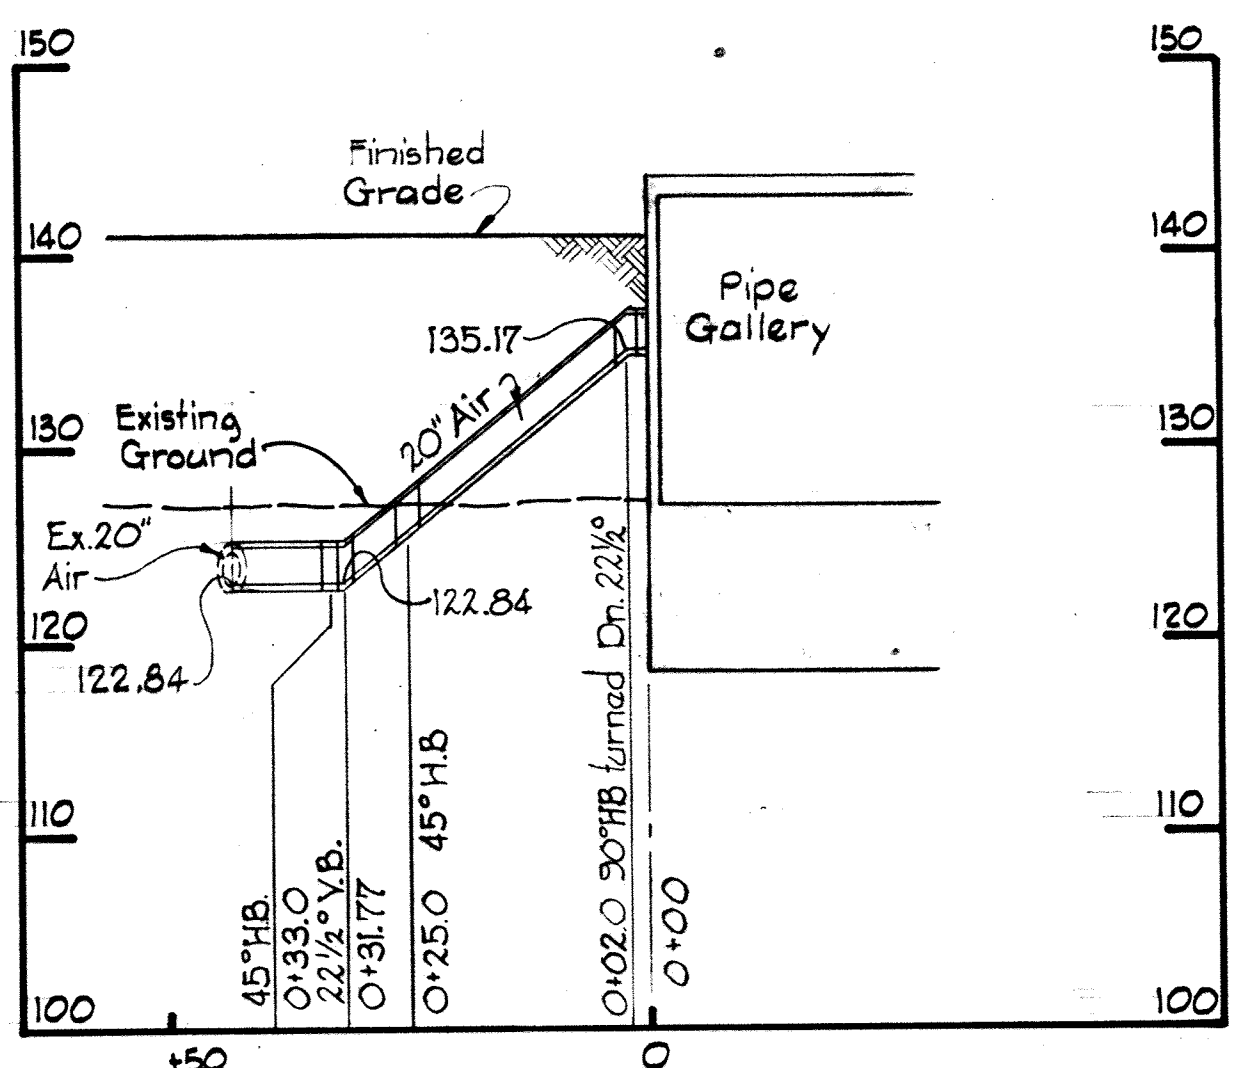 150
150
Finished
Grade
140
140
Pipe
Gallery
135.17
20" Air
Existing
Ground
130
130
Ex.20"
Air
122.84
122.84
120
120
110
110
45°H.B.
0+33.0
22½° V.B.
0+31.77
0+25.0 45° H.B
0+02.0 90°HB turned Dn. 22½°
0+00
100
100
+50
0